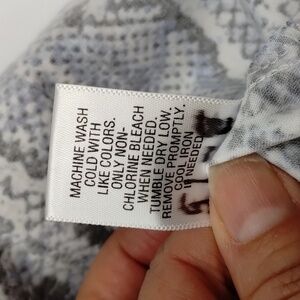 MACHINE WASH
COLD WITH
LIKE COLORS.
ONLY NON-
CHLORINE BLEACH
WHEN NEEDED.
TUMBLE DRY LOW,
REMOVE PROMPTLY.
COOL IRON
IF NEEDED